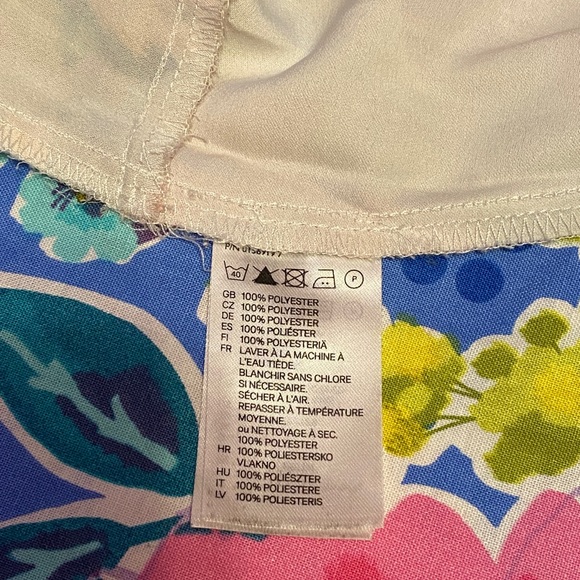 40 P
GB 100% POLYESTER
CZ 100% POLYESTER
DE 100% POLYESTER
ES 100% POLIÉSTER
FI 100% POLYESTERIÄ
FR LAVER À LA MACHINE À
L'EAU TIÈDE.
BLANCHIR SANS CHLORE
SI NÉCESSAIRE.
SÉCHER À L'AIR.
REPASSER À TEMPÉRATURE
MOYENNE.
ou NETTOYAGE À SEC.
100% POLYESTER
HR 100% POLIESTERSKO
VLAKNO
HU 100% POLIÉSZTER
IT 100% POLIESTERE
LV 100% POLIESTERIS